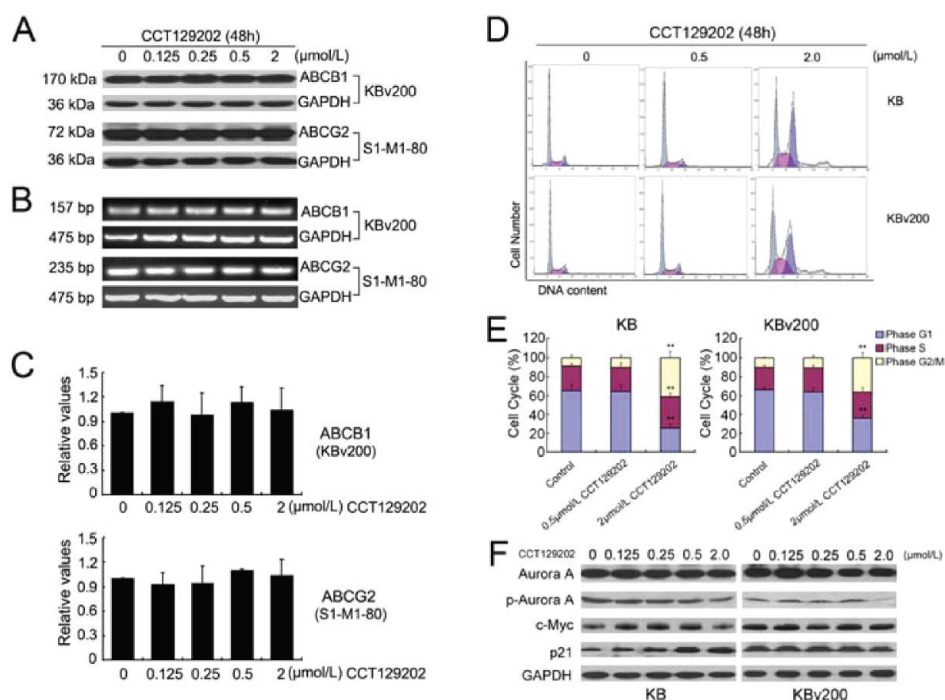 A
CCT129202 (48h)
0 0.125 0.25 0.5 2 (μmol/L)
170 kDa ABCB1
KBv200
36 kDa GAPDH
72 kDa ABCG2
S1-M1-80
36 kDa GAPDH
B
157 bp ABCB1
KBv200
475 bp GAPDH
235 bp ABCG2
S1-M1-80
475 bp GAPDH
C
Relative values
1.5
1.2
0.9
0.6
0.3
0
0 0.125 0.25 0.5 2 (μmol/L) CCT129202
ABCB1
(KBv200)
Relative values
1.5
1.2
0.9
0.6
0.3
0
0 0.125 0.25 0.5 2 (μmol/L) CCT129202
ABCG2
(S1-M1-80)
D
CCT129202 (48h)
0 0.5 2.0 (μmol/L)
KB
KBv200
Cell Number
DNA content
E
KB
Cell Cycle (%)
120
100
80
60
40
20
0
**
**
**
Control
0.5μmol/L CCT129202
2μmol/L CCT129202
KBv200
Cell Cycle (%)
120
100
80
60
40
20
0
**
**
Control
0.5μmol/L CCT129202
2μmol/L CCT129202
Phase G1
Phase S
Phase G2/M
F
CCT129202 0 0.125 0.25 0.5 2.0 0 0.125 0.25 0.5 2.0 (μmol/L)
Aurora A
p-Aurora A
c-Myc
p21
GAPDH
KB KBv200